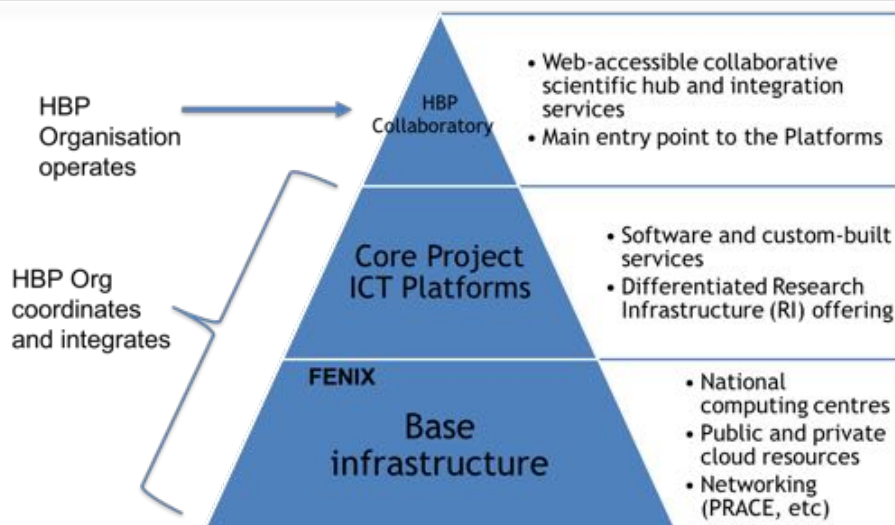 HBP
Organisation
operates
HBP Org
coordinates
and integrates
HBP
Collaboratory
Core Project
ICT Platforms
FENIX
Base
infrastructure
• Web-accessible collaborative
scientific hub and integration
services
• Main entry point to the Platforms
• Software and custom-built
services
• Differentiated Research
Infrastructure (RI) offering
• National
computing centres
• Public and private
cloud resources
• Networking
(PRACE, etc)